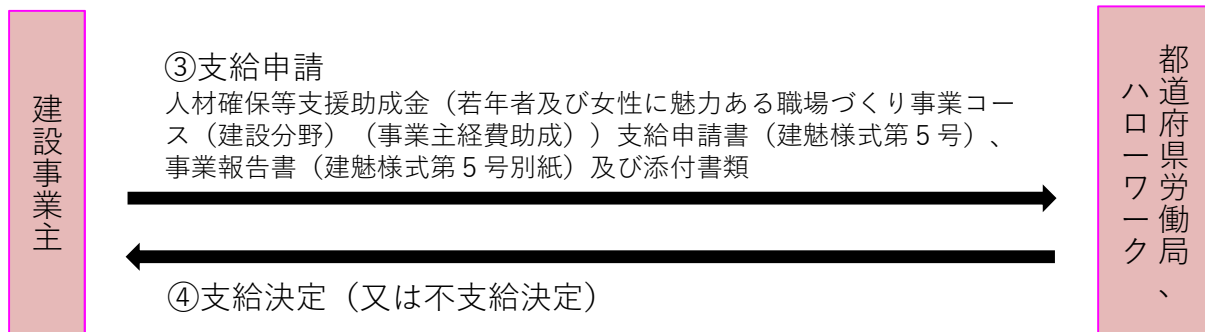 建設事業主
③支給申請
人材確保等支援助成金（若年者及び女性に魅力ある職場づくり事業コー
ス（建設分野）（事業主経費助成））支給申請書（建魅様式第５号）、
事業報告書（建魅様式第５号別紙）及び添付書類
④支給決定（又は不支給決定）
都道府県労働局、
ハローワーク